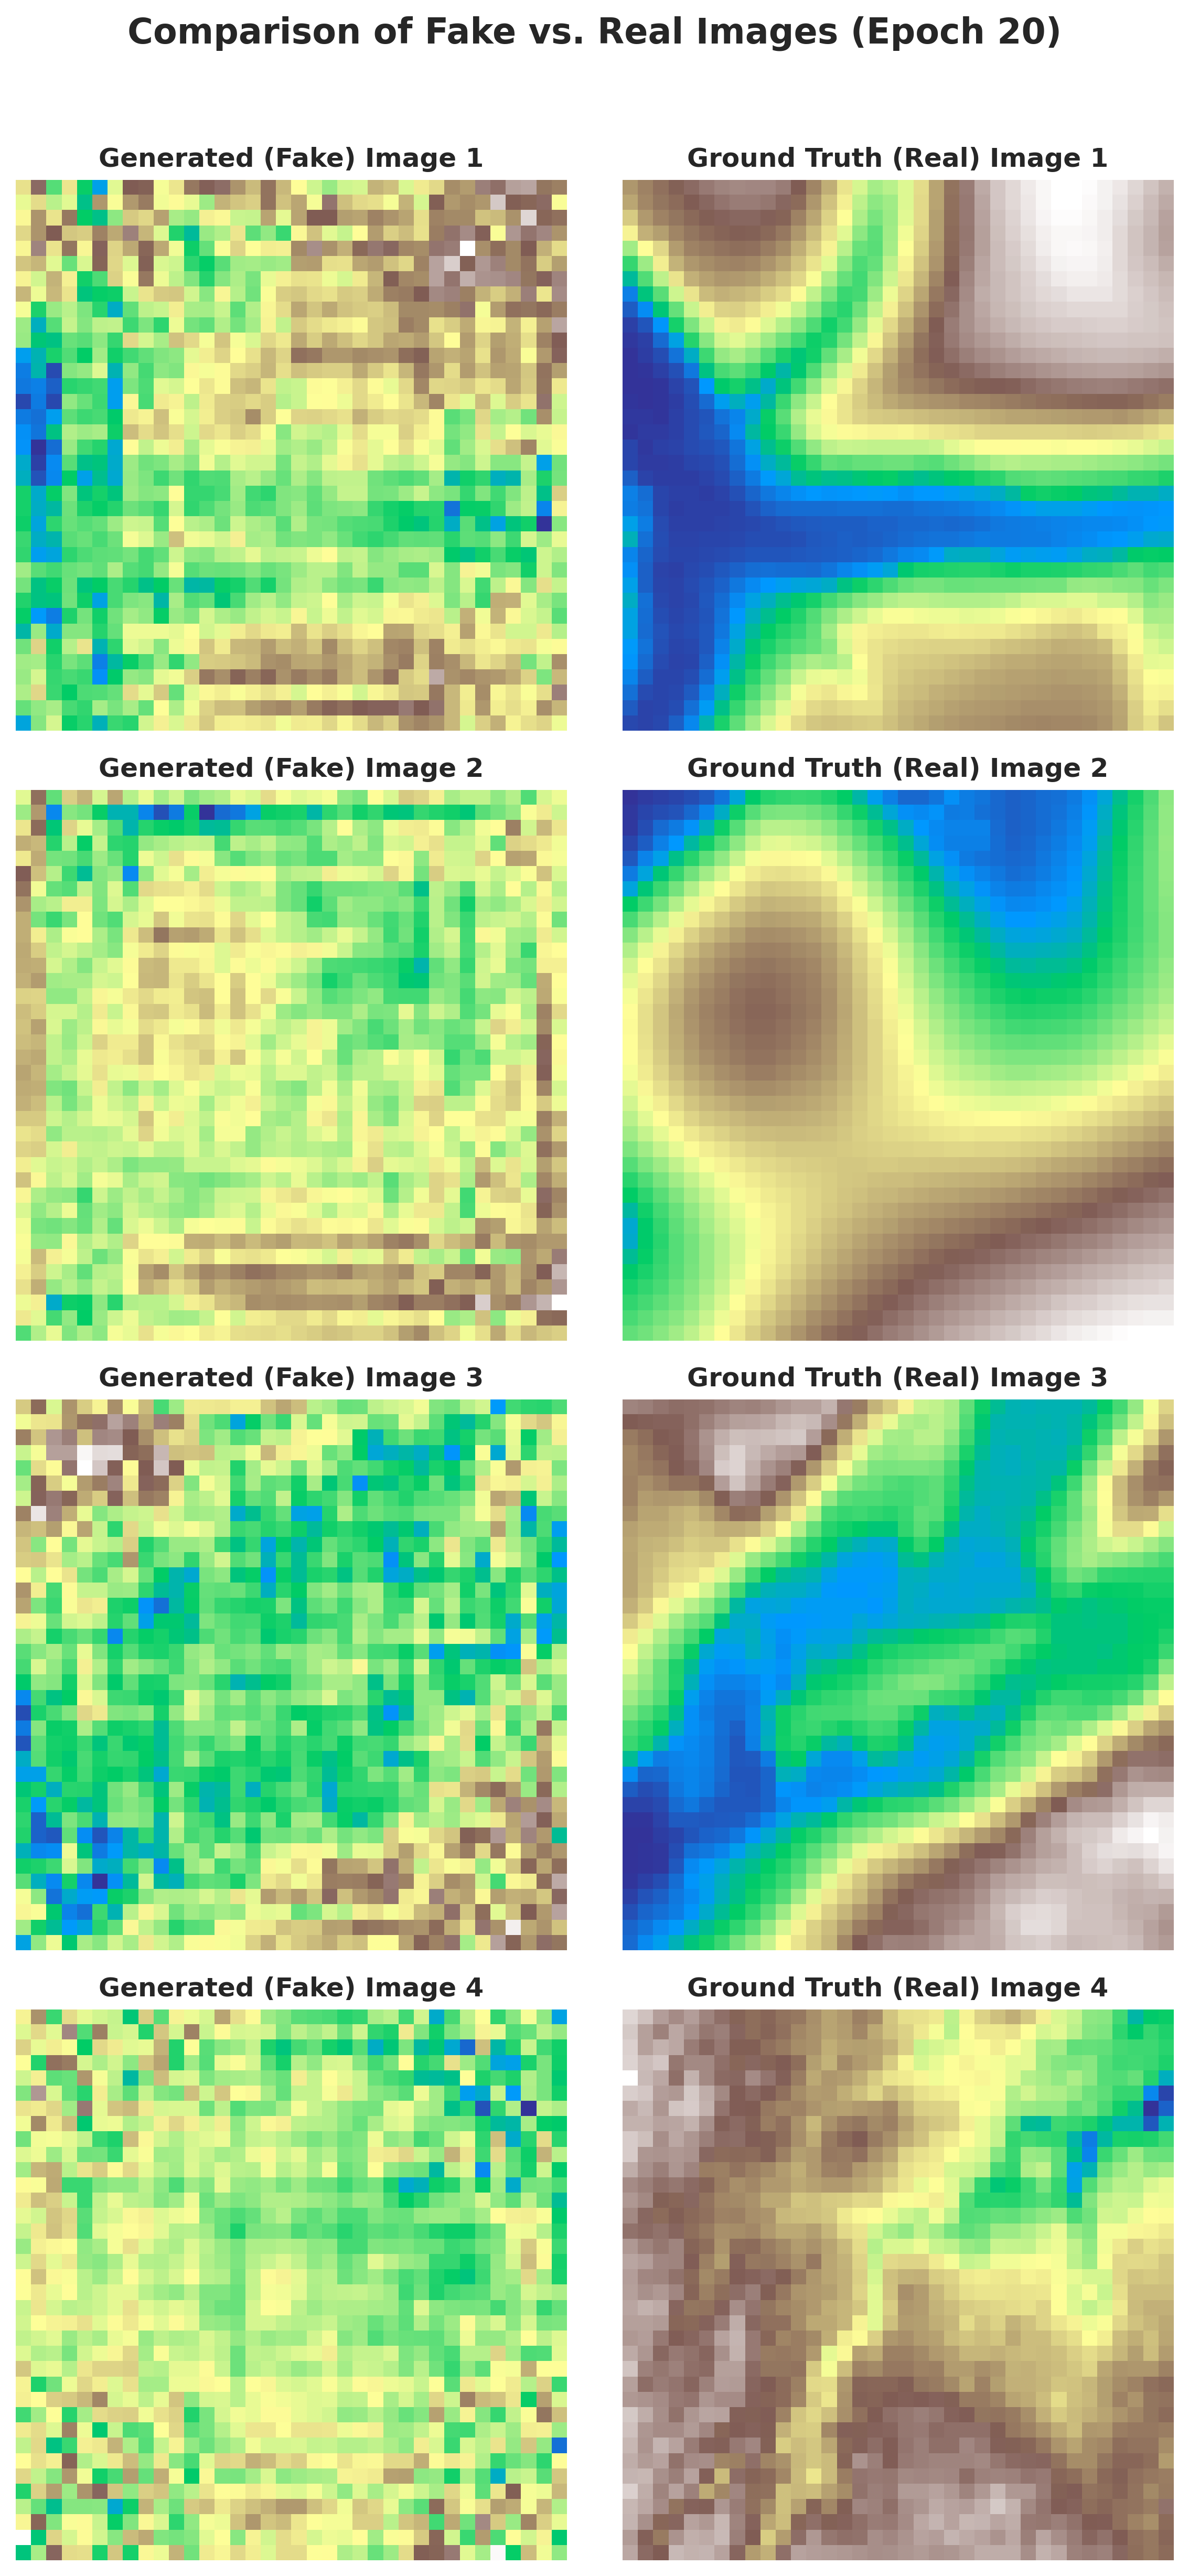 Comparison of Fake vs. Real Images (Epoch 20)
Generated (Fake) Image 1
Ground Truth (Real) Image 1
Generated (Fake) Image 2
Ground Truth (Real) Image 2
Generated (Fake) Image 3
Ground Truth (Real) Image 3
Generated (Fake) Image 4
Ground Truth (Real) Image 4